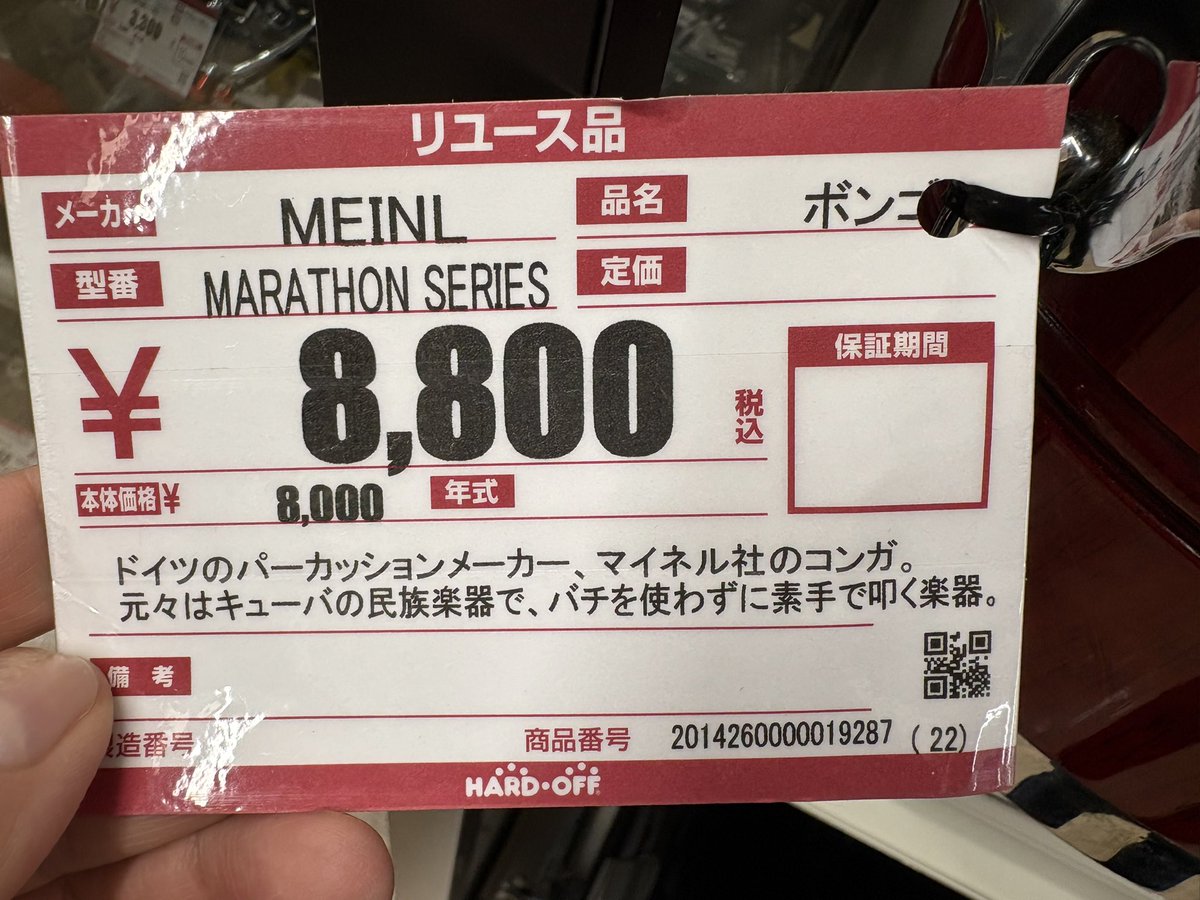 リユース品
メーカー MEINL 品名 ボンゴ
型番 MARATHON SERIES 定価
¥ 8,800 税込
保証期間
本体価格¥ 8,000 年式
ドイツのパーカッションメーカー、マイネル社のコンガ。
元々はキューバの民族楽器で、バチを使わずに素手で叩く楽器。
備考
製造番号 商品番号 2014260000019287 (22)
HARD・OFF